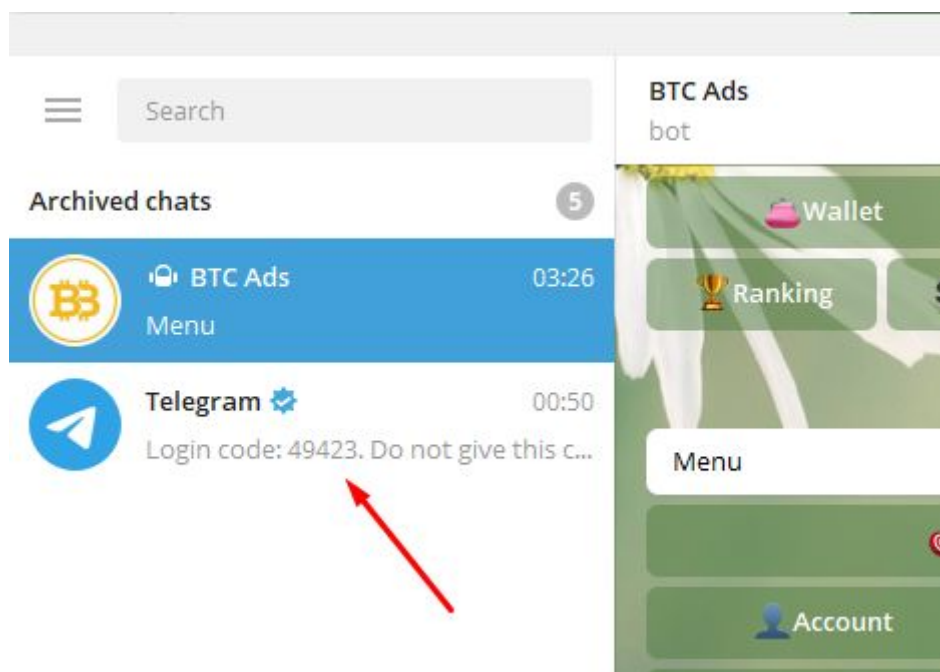 Search
Archived chats
5
BTC Ads
03:26
Menu
Telegram
00:50
Login code: 49423. Do not give this c...
BTC Ads
bot
Wallet
Ranking
Menu
Account